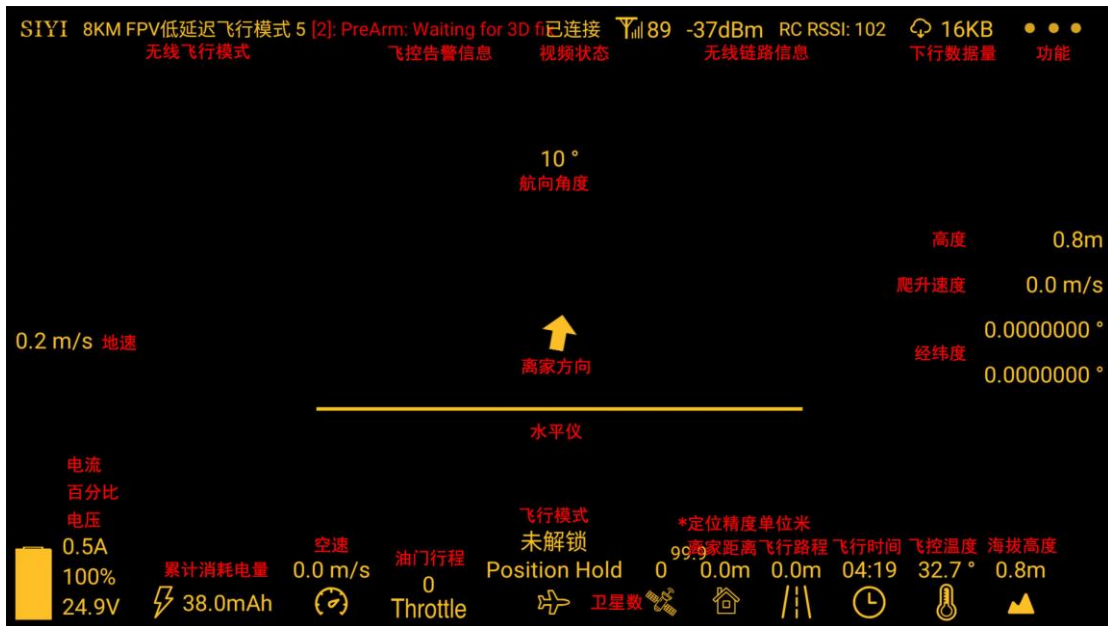 SIYI 8KM FPV低延迟飞行模式 5 [2]: PreArm: Waiting for 3D fix已连接 89 -37dBm RC RSSI: 102 16KB
无线飞行模式 飞控告警信息 视频状态 无线链路信息 下行数据量 功能
10 °
航向角度
高度 0.8m
爬升速度 0.0 m/s
0.2 m/s 地速
离家方向
经纬度
0.0000000 °
0.0000000 °
水平仪
电流
百分比
电压
0.5A
100%
24.9V
累计消耗电量
38.0mAh
空速
0.0 m/s
油门行程
0
Throttle
飞行模式
未解锁
Position Hold
*定位精度单位米
99.9
0
卫星数
离家距离 飞行路程 飞行时间 飞控温度 海拔高度
0.0m 0.0m 04:19 32.7 ° 0.8m